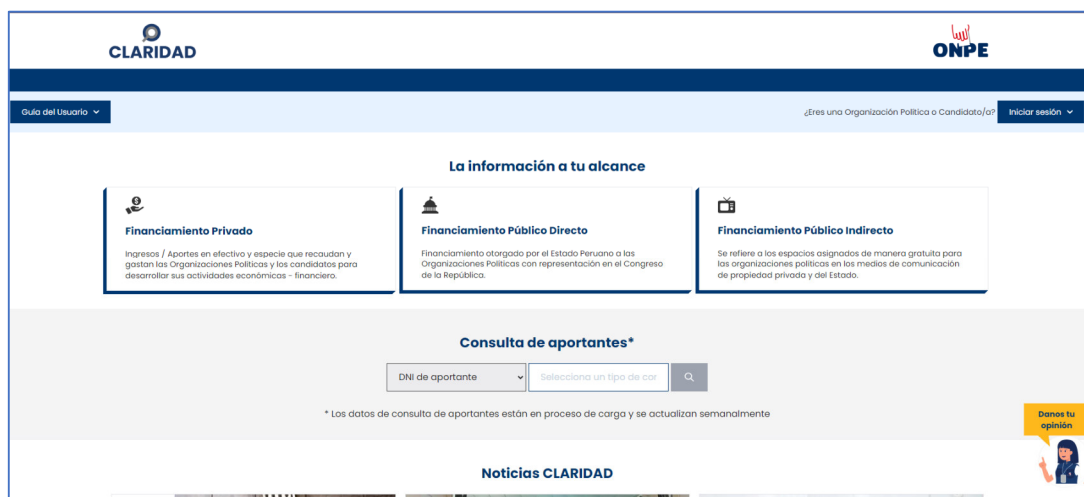 CLARIDAD
ONPE
Guía del Usuario
¿Eres una Organización Política o Candidato/a?
Iniciar sesión
La información a tu alcance
Financiamiento Privado
Ingresos / Aportes en efectivo y especie que recaudan y
gastan las Organizaciones Políticas y los candidatos para
desarrollar sus actividades económicas - financiero.
Financiamiento Público Directo
Financiamiento otorgado por el Estado Peruano a las
Organizaciones Políticas con representación en el Congreso
de la República.
Financiamiento Público Indirecto
Se refiere a los espacios asignados de manera gratuita para
las organizaciones políticas en los medios de comunicación
de propiedad privada y del Estado.
Consulta de aportantes*
DNI de aportante
Selecciona un tipo de cor
* Los datos de consulta de aportantes están en proceso de carga y se actualizan semanalmente
Danos tu
opinión
Noticias CLARIDAD